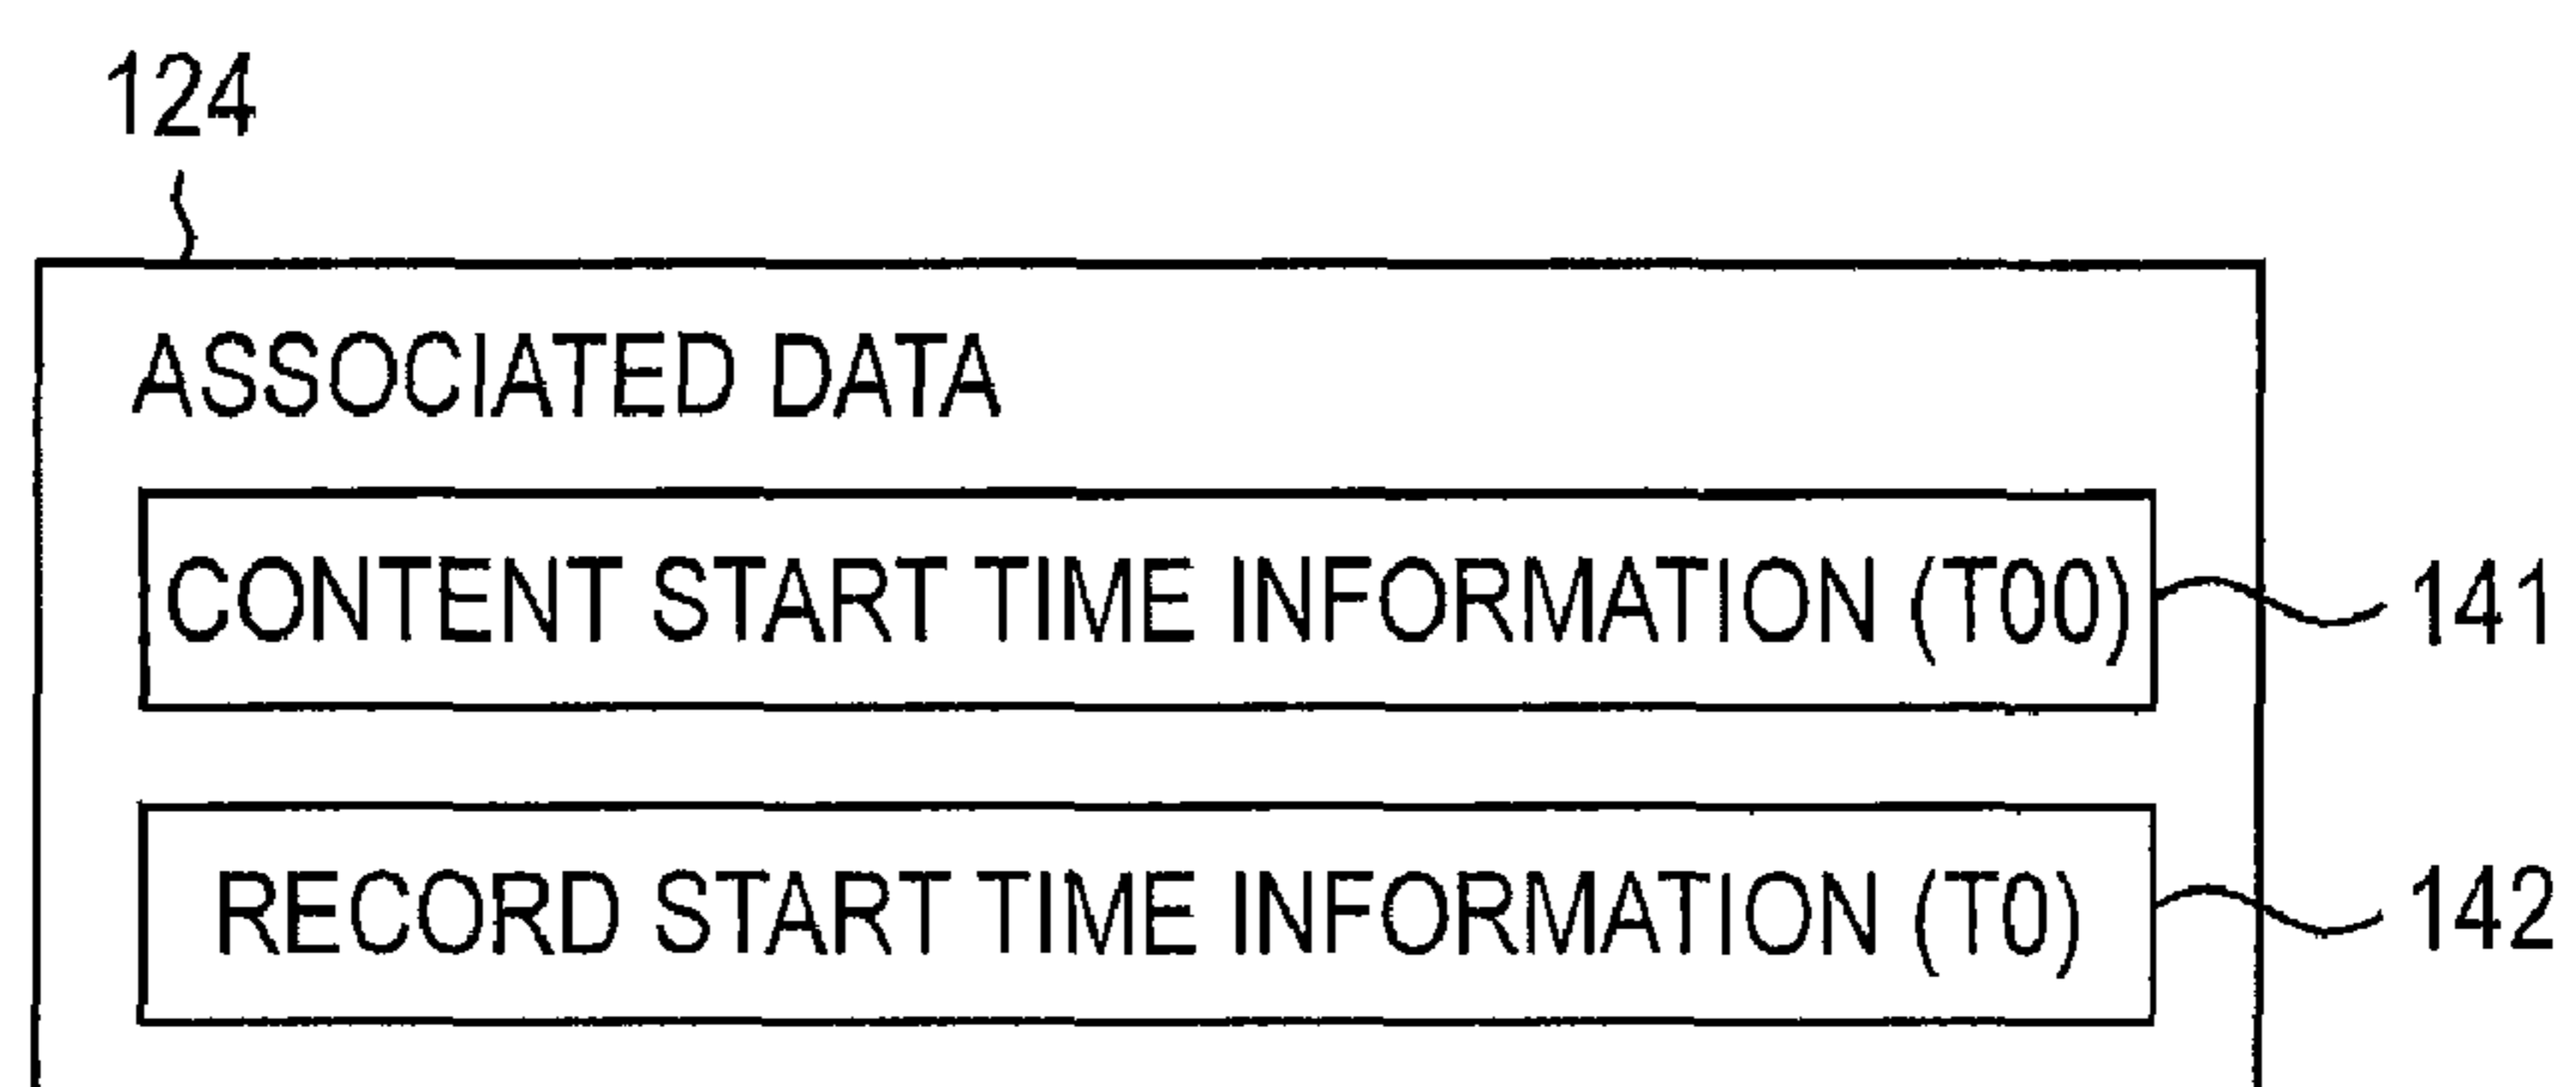 124
ASSOCIATED DATA
CONTENT START TIME INFORMATION (T00) 141
RECORD START TIME INFORMATION (T0) 142